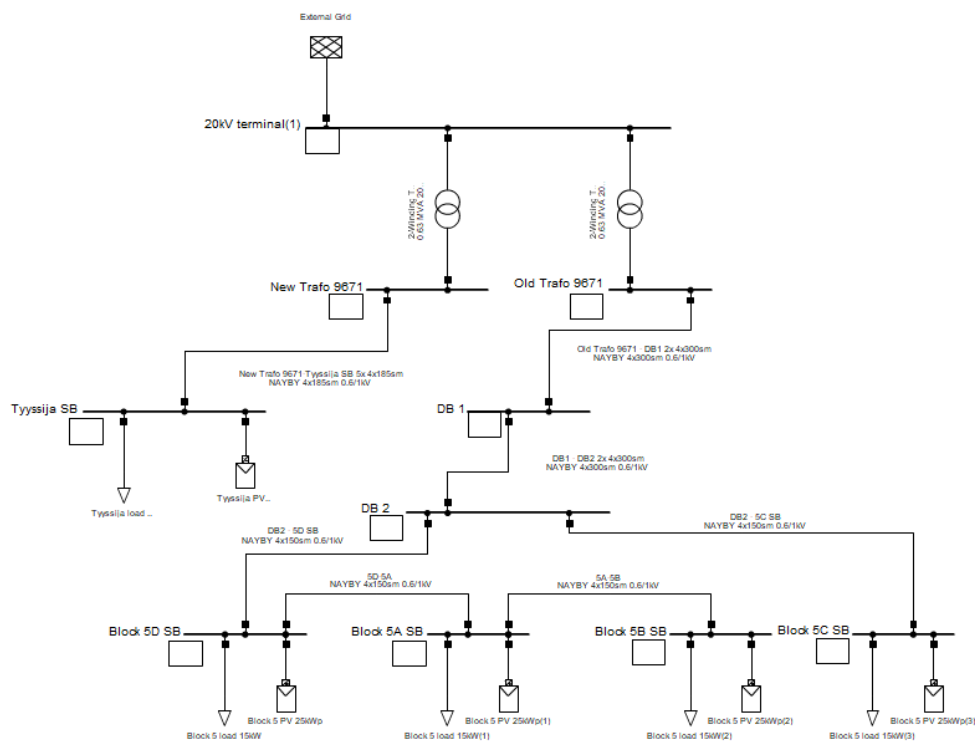 External Grid
20kV terminal(1)
2-Winding T..
0.63 MVA 20..
2-Winding T..
0.63 MVA 20..
New Trafo 9671
Old Trafo 9671
Old Trafo 9671 - DB1 2x 4x300sm
NAYBY 4x300sm 0.6/1kV
New Trafo 9671 Tyyssija SB 5x 4x185sm
NAYBY 4x185sm 0.6/1kV
Tyyssija SB
DB 1
DB1 - DB2 2x 4x300sm
NAYBY 4x300sm 0.6/1kV
Tyyssija PV...
Tyyssija load ...
DB 2
DB2 - 5D SB
NAYBY 4x150sm 0.6/1kV
DB2 - 5C SB
NAYBY 4x150sm 0.6/1kV
5D 5A
NAYBY 4x150sm 0.6/1kV
5A 5B
NAYBY 4x150sm 0.6/1kV
Block 5D SB
Block 5A SB
Block 5B SB
Block 5C SB
Block 5 PV 25kWp
Block 5 PV 25kWp(1)
Block 5 PV 25kWp(2)
Block 5 PV 25kWp(3)
Block 5 load 15kW
Block 5 load 15kW(1)
Block 5 load 15kW(2)
Block 5 load 15kW(3)